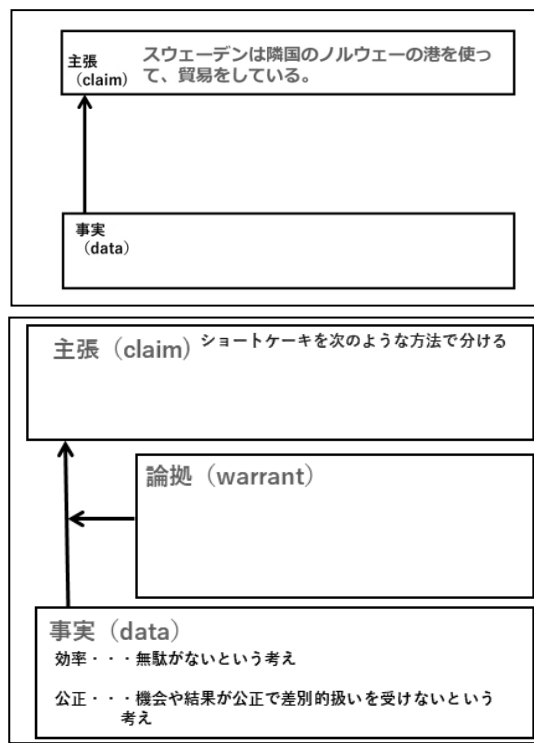 主張
（claim)
スウェーデンは隣国のノルウェーの港を使っ
て、貿易をしている。
事実
（data）
主張（claim)
ショートケーキを次のような方法で分ける
論拠（warrant）
事実（data）
効率・・・無駄がないという考え
公正・・・機会や結果が公正で差別的扱いを受けないという
考え